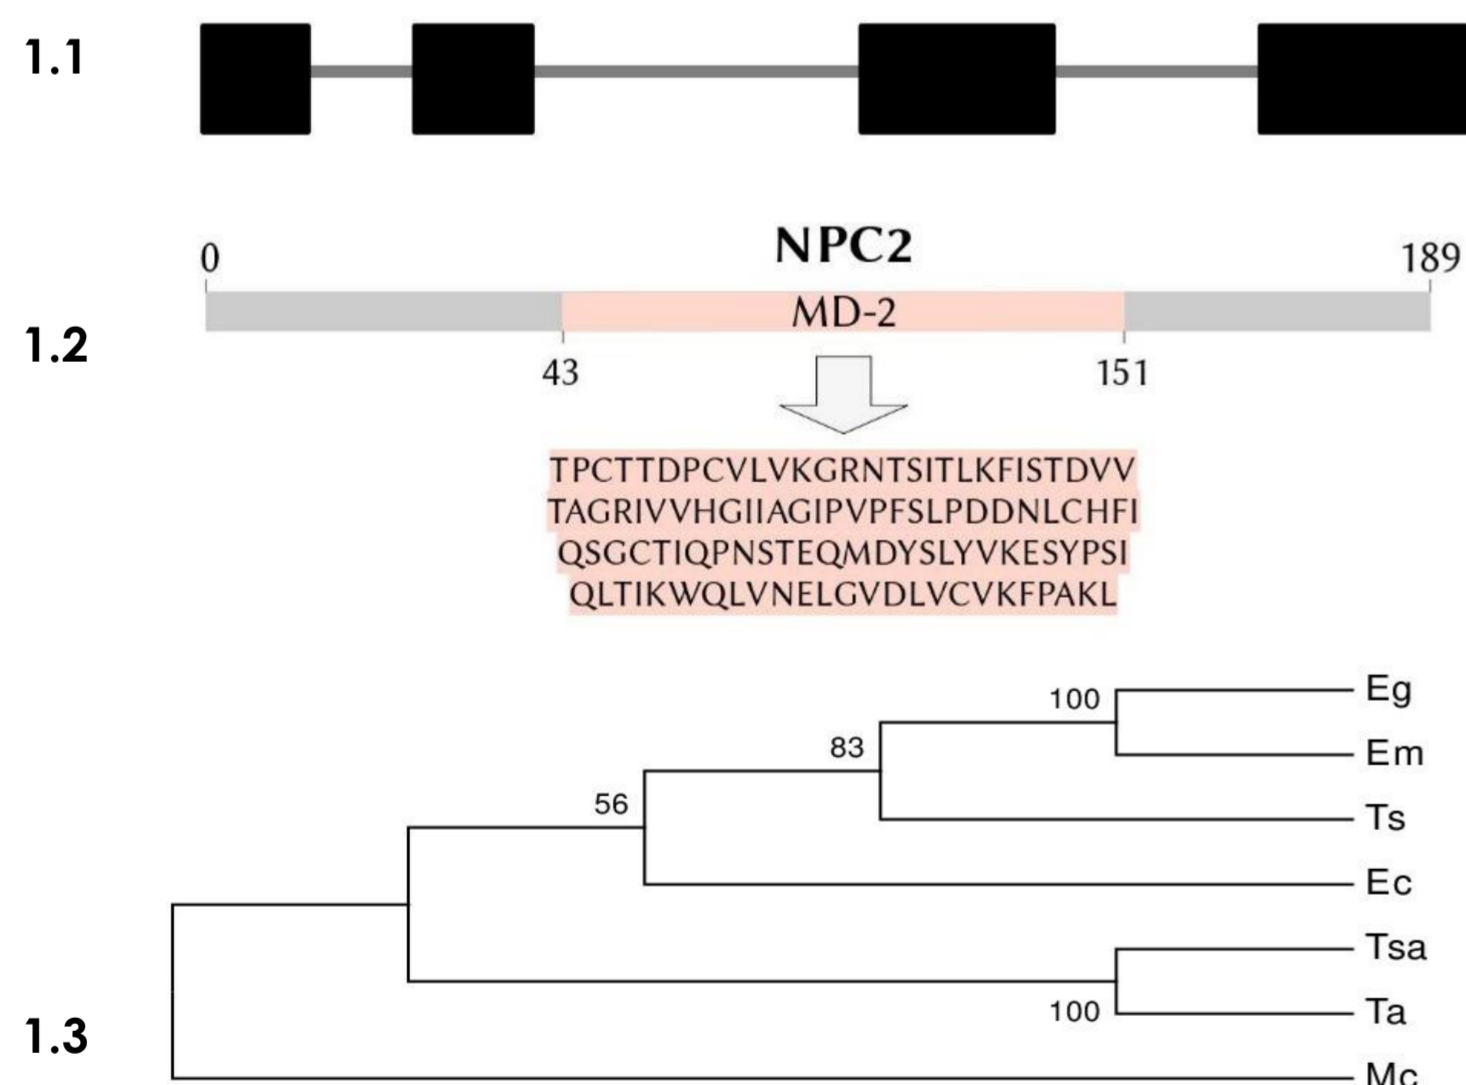 1.1
NPC2
0
189
MD-2
1.2
43
151
TPCTTDPCVLVKGRNTSITLKFISTDVV
TAGRIVVHGIIAGIPVPFSLPDDNLCHFI
QSGCTIQPNSTEQMDYSLYVKESYPSI
QLTIKWQLVNELGVDLVCVKFPAKL
100
Eg
83
Em
56
Ts
Ec
Tsa
100
Ta
1.3
Mc